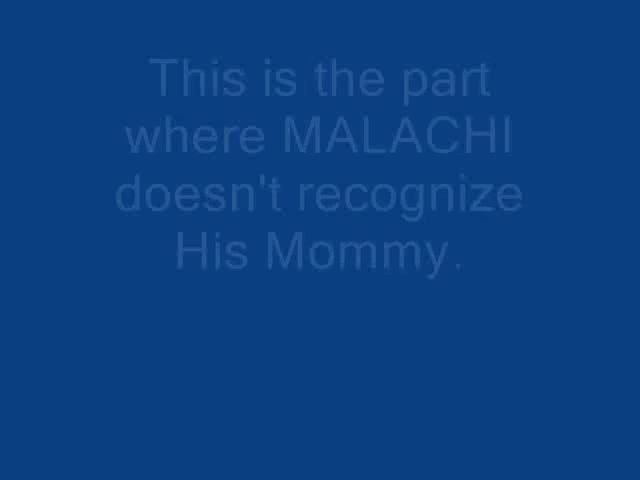 This is the part
where MALACHI
doesn't recognize
His Mommy.